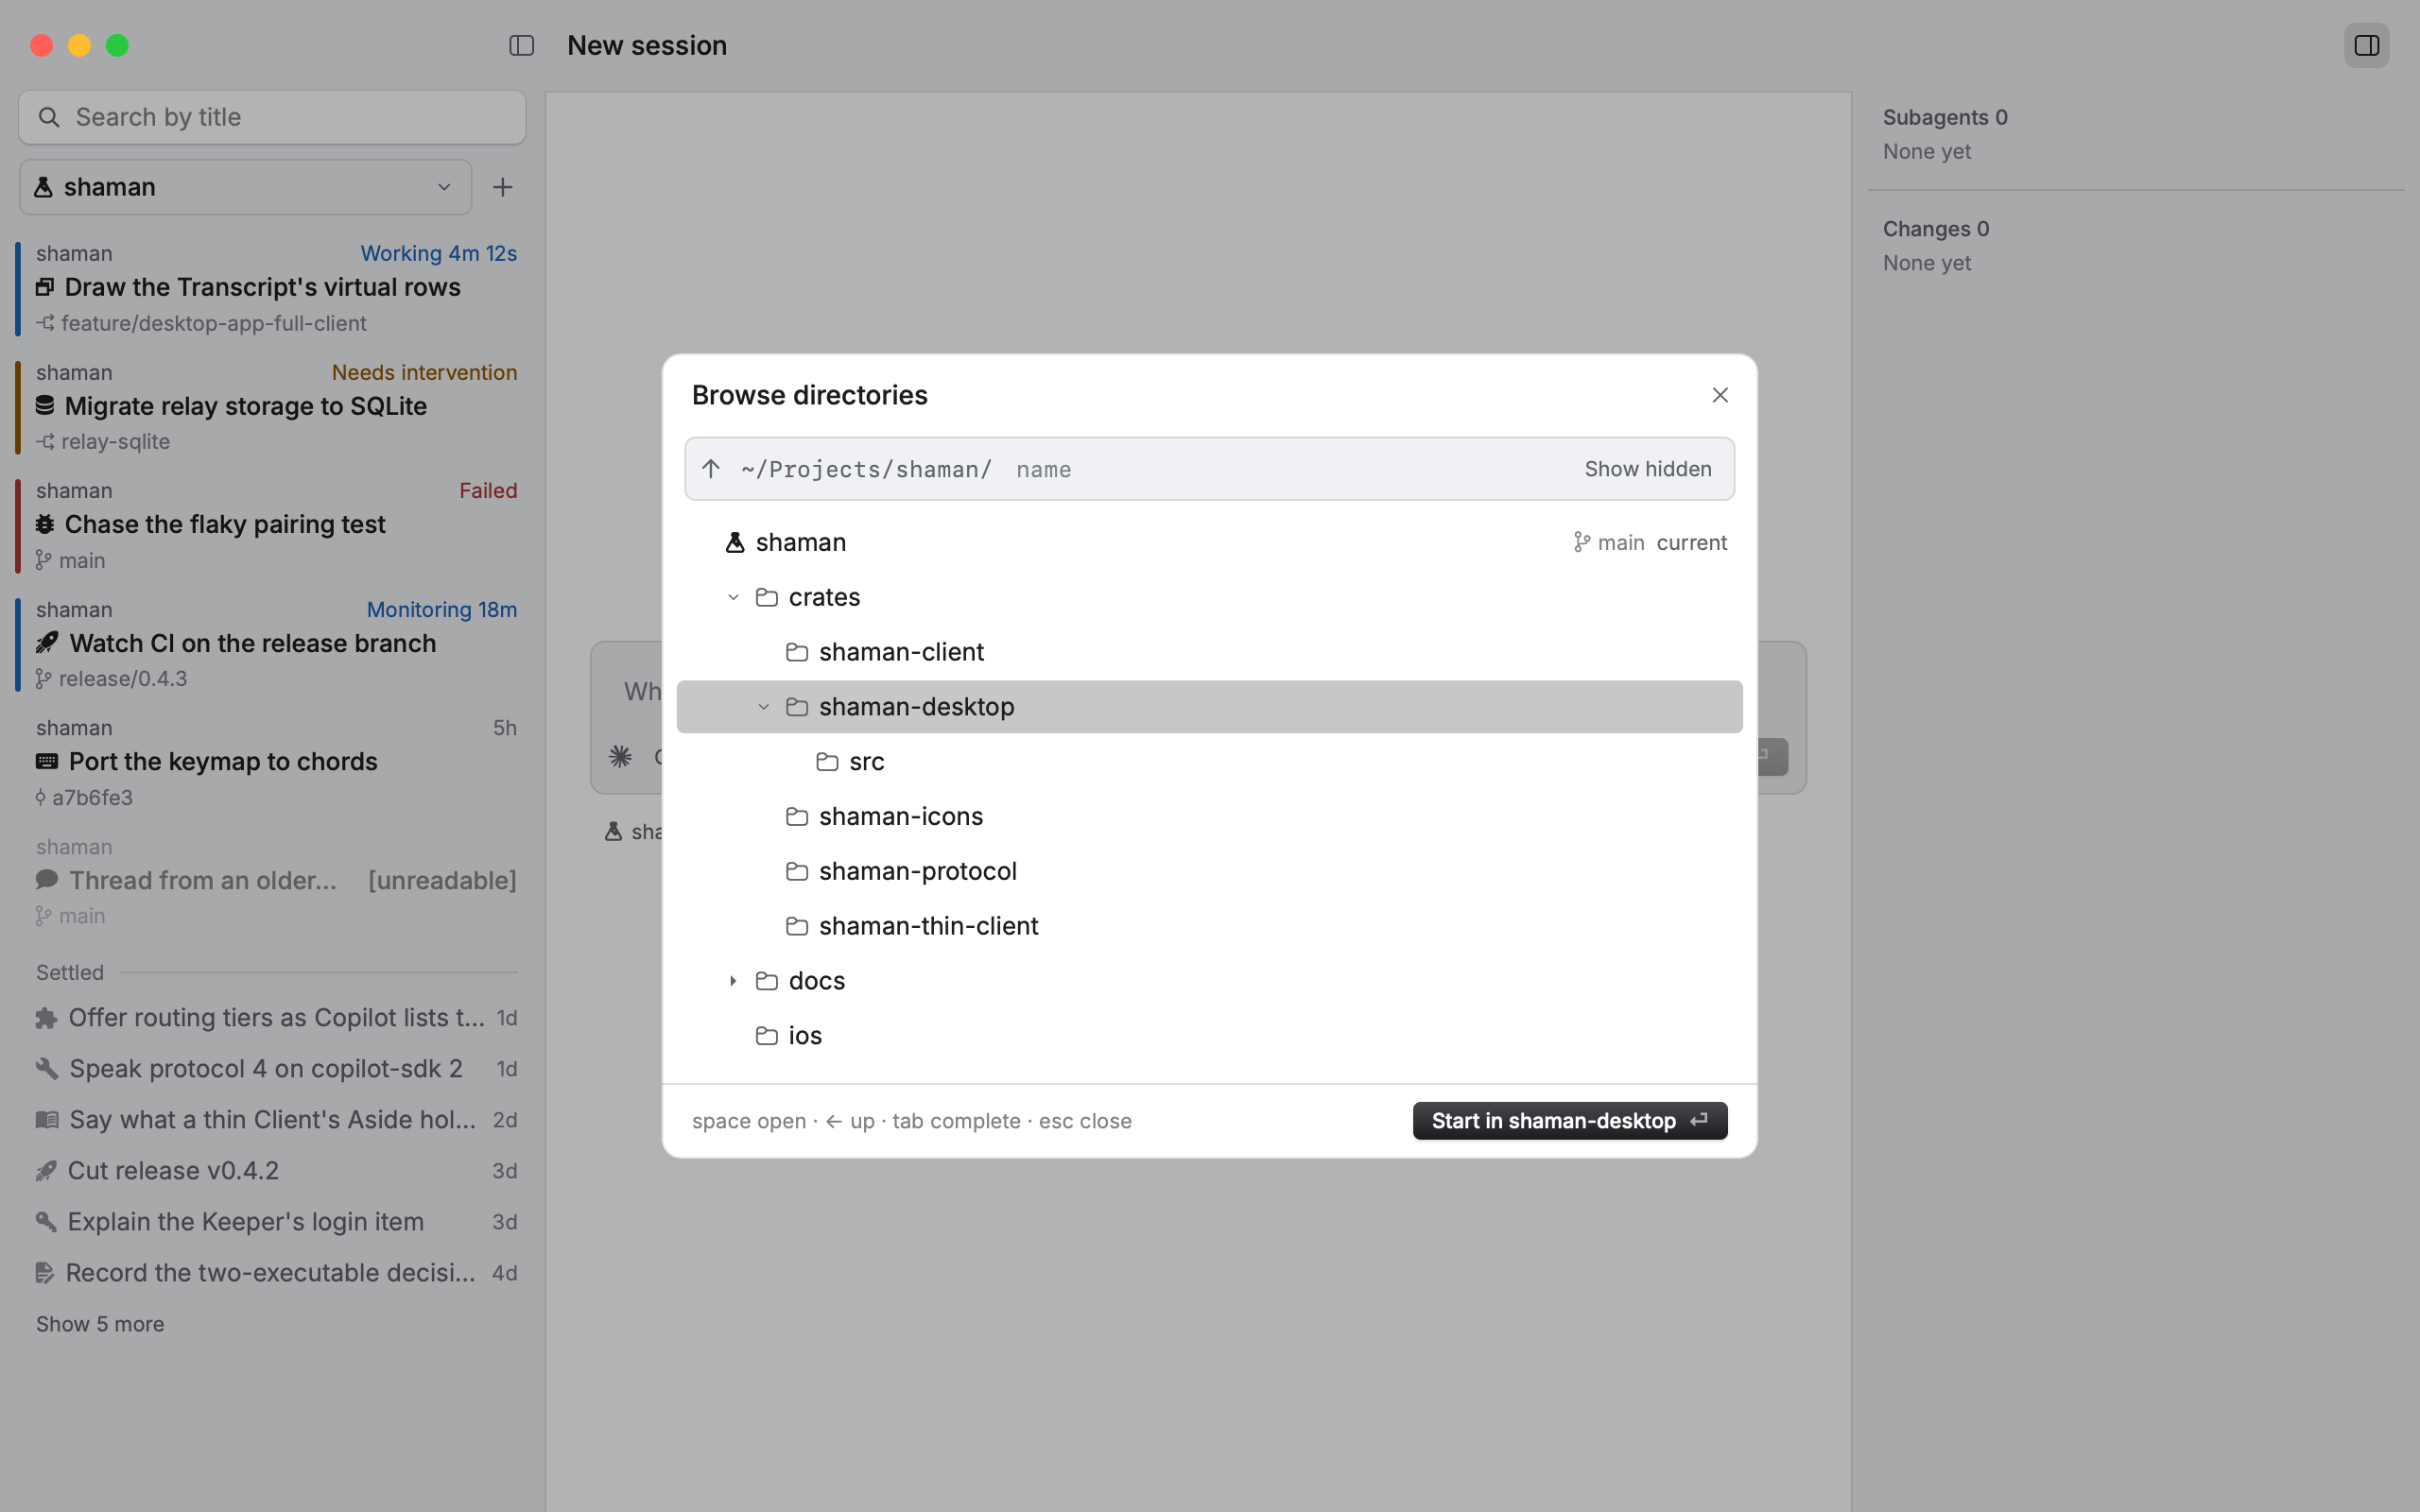 New session
Search by title
shaman
shaman Working 4m 12s
Draw the Transcript's virtual rows
feature/desktop-app-full-client
shaman Needs intervention
Migrate relay storage to SQLite
relay-sqlite
shaman Failed
Chase the flaky pairing test
main
shaman Monitoring 18m
Watch CI on the release branch
release/0.4.3
shaman 5h
Port the keymap to chords
a7b6fe3
shaman
Thread from an older... [unreadable]
main
Settled
Offer routing tiers as Copilot lists t... 1d
Speak protocol 4 on copilot-sdk 2 1d
Say what a thin Client's Aside hol... 2d
Cut release v0.4.2 3d
Explain the Keeper's login item 3d
Record the two-executable decisi... 4d
Show 5 more
Wh
sha
Browse directories
~/Projects/shaman/ name Show hidden
shaman main current
crates
shaman-client
shaman-desktop
src
shaman-icons
shaman-protocol
shaman-thin-client
docs
ios
space open · ← up · tab complete · esc close
Start in shaman-desktop
Subagents 0
None yet
Changes 0
None yet